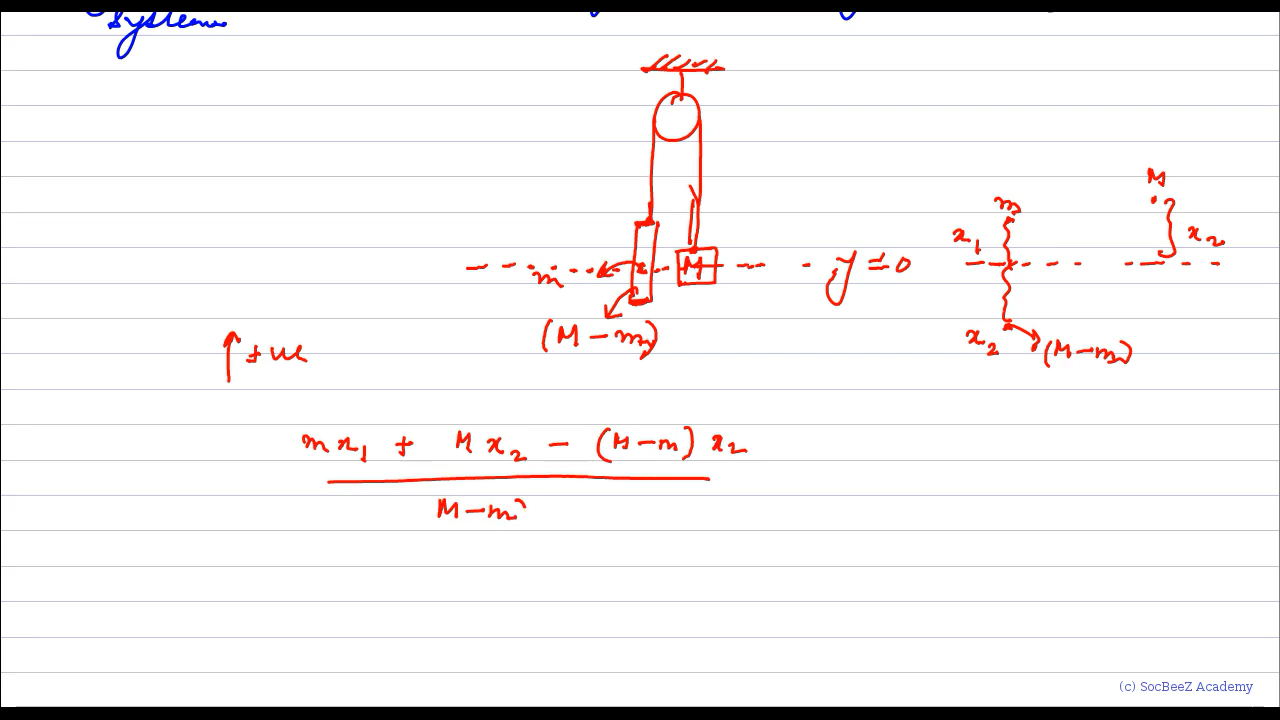 Systems
M
m
x₁
x₂
M
m
y = 0
x₂
(M - m)
(M - m)
↑ +ve
m x₁ + M x₂ - (M - m) x₂
M - m
(c) SocBeeZ Academy